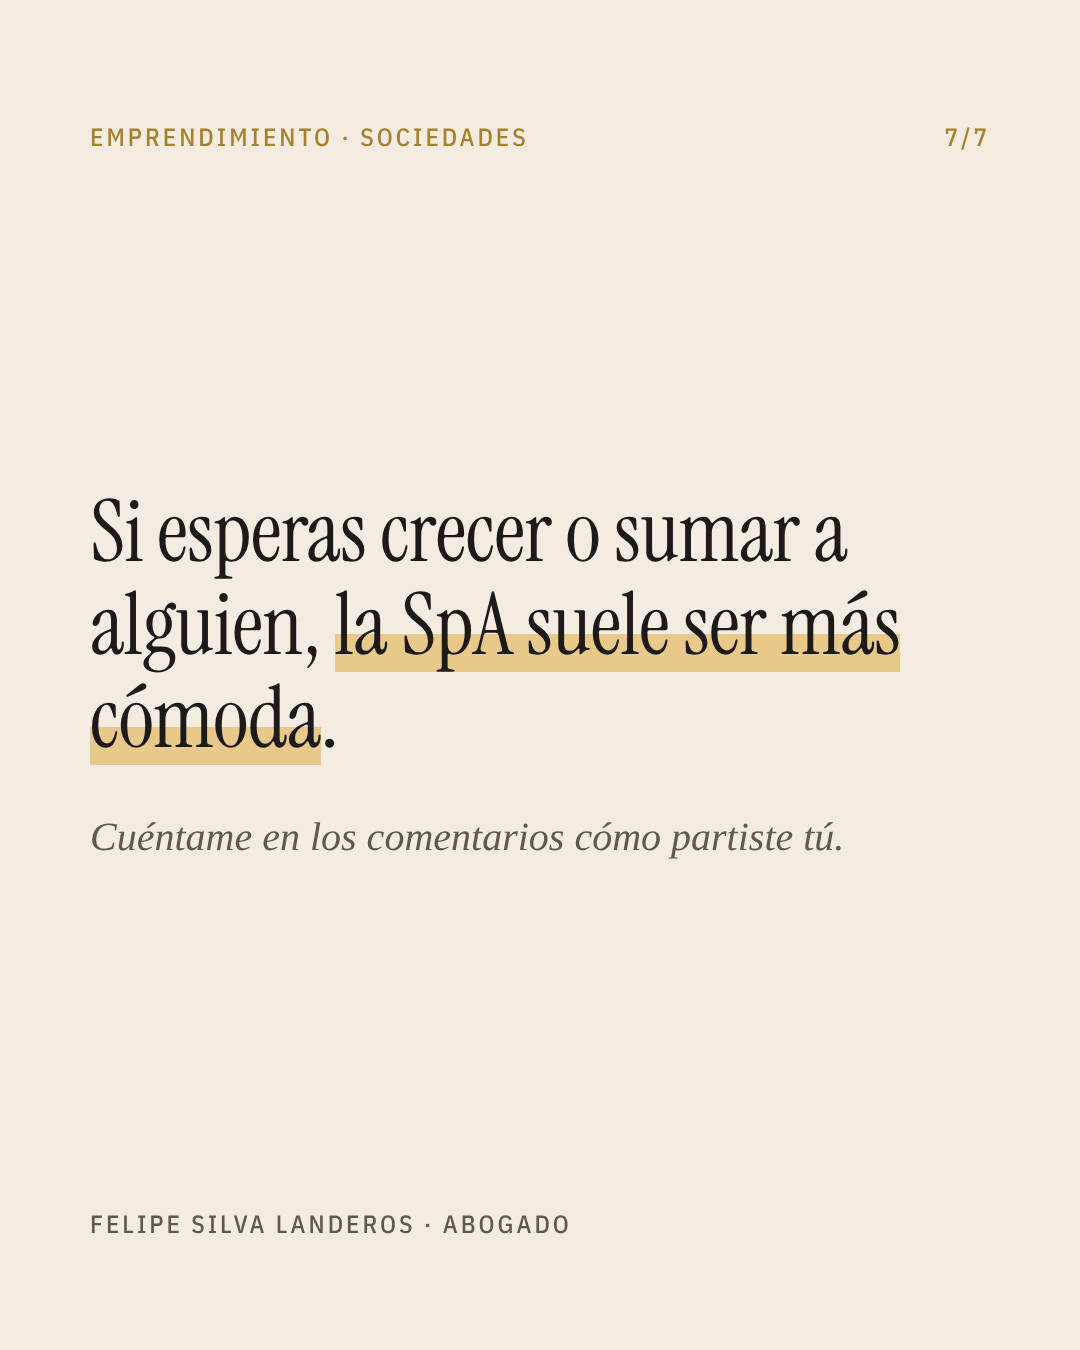 EMPRENDIMIENTO · SOCIEDADES
7/7
Si esperas crecer o sumar a
alguien, la SpA suele ser más
cómoda.
Cuéntame en los comentarios cómo partiste tú.
FELIPE SILVA LANDEROS · ABOGADO